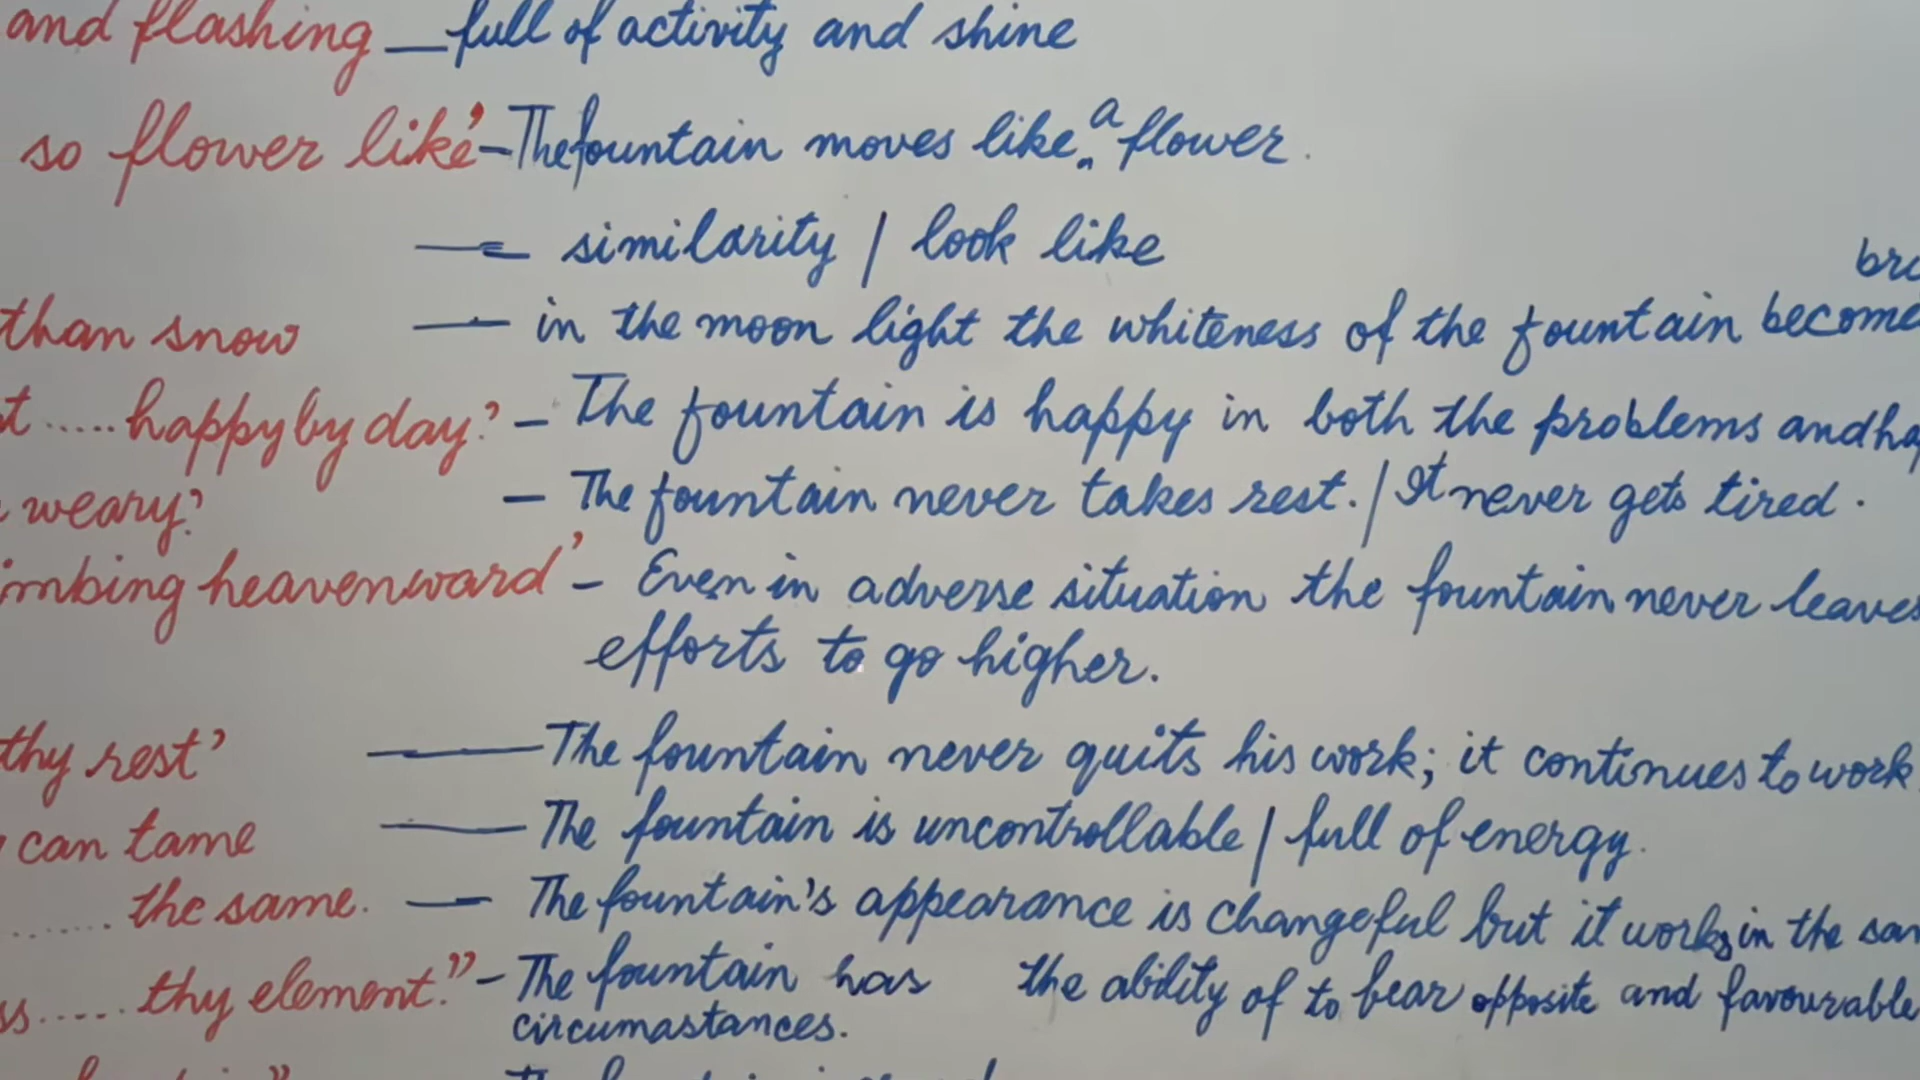 and flashing — full of activity and shine
so flower like' - The fountain moves like a flower.
— similarity / look like
than snow — in the moon light the whiteness of the fountain become
t ..... happy by day? - The fountain is happy in both the problems and ha
weary? - The fountain never takes rest. / It never gets tired.
imbing heavenward' - Even in adverse situation the fountain never leaves
efforts to go higher.
thy rest' — The fountain never quits his work; it continues to work.
can tame — The fountain is uncontrollable / full of energy.
....... the same. — The fountain's appearance is changeful but it works in the sam
ss ..... thy element." - The fountain has the ability of to bear opposite and favourable
circumastances.